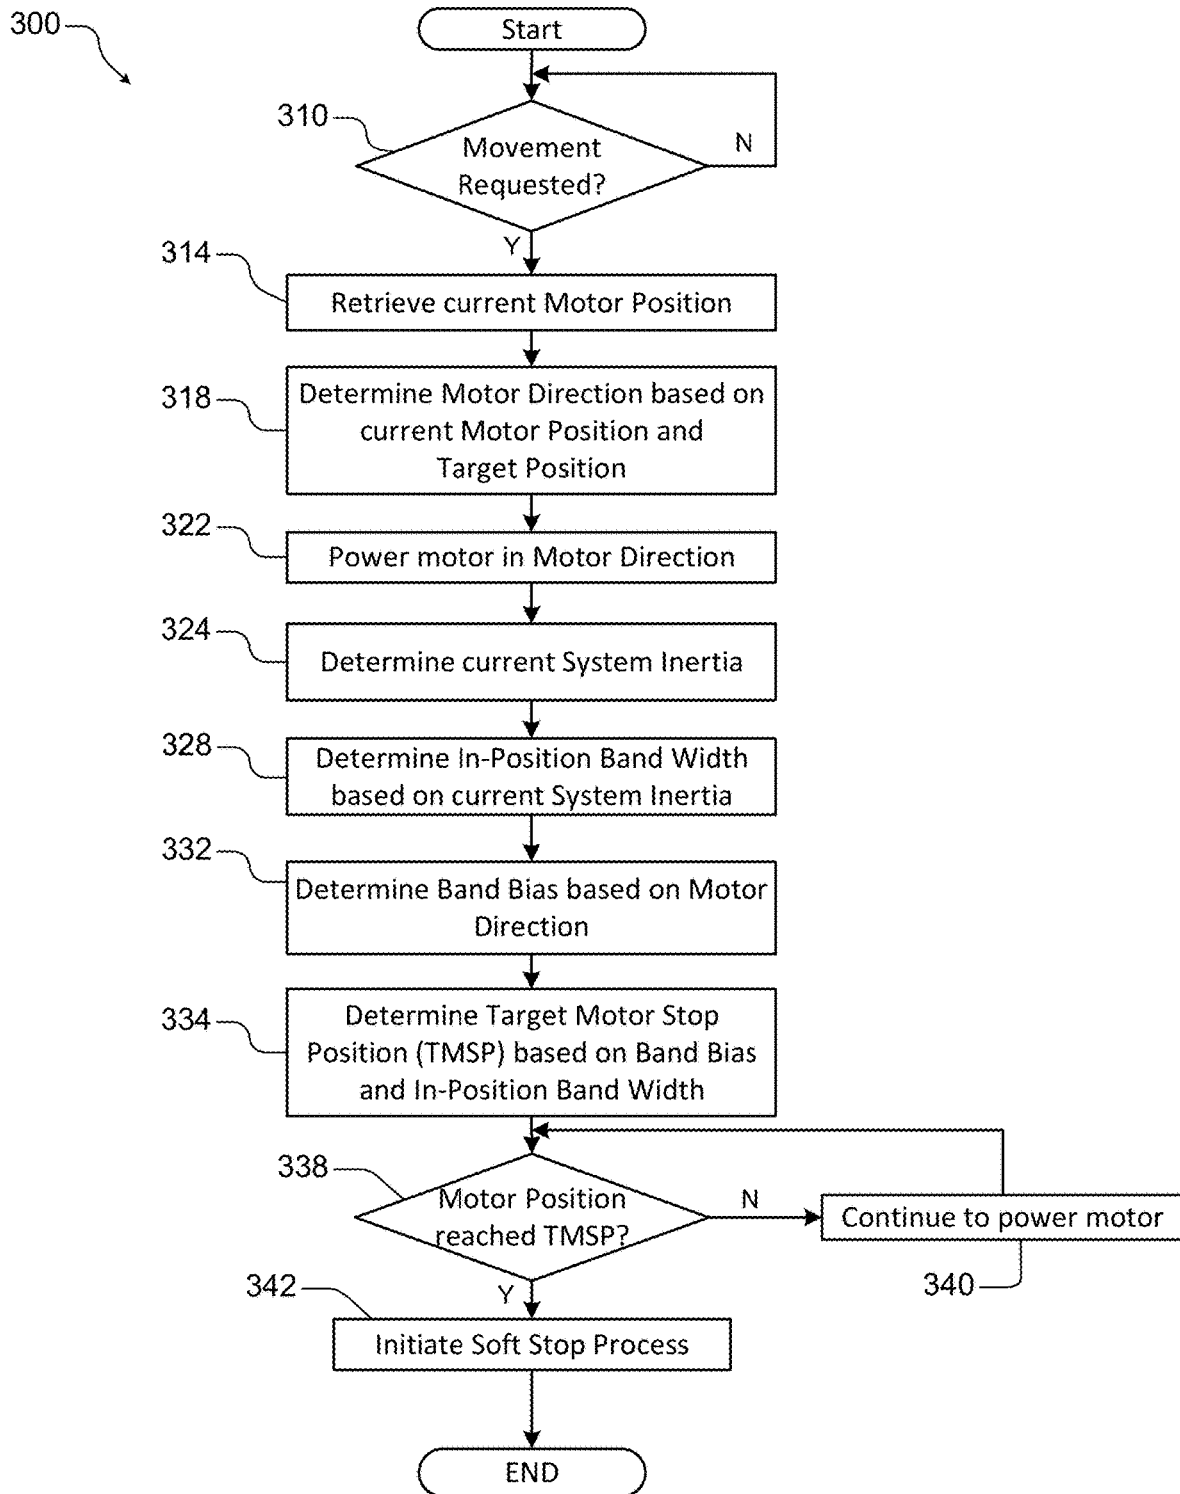 300
Start
310
Movement
Requested?
N
Y
314
Retrieve current Motor Position
318
Determine Motor Direction based on
current Motor Position and
Target Position
322
Power motor in Motor Direction
324
Determine current System Inertia
328
Determine In-Position Band Width
based on current System Inertia
332
Determine Band Bias based on Motor
Direction
334
Determine Target Motor Stop
Position (TMSP) based on Band Bias
and In-Position Band Width
338
Motor Position
reached TMSP?
N
Continue to power motor
340
Y
342
Initiate Soft Stop Process
END